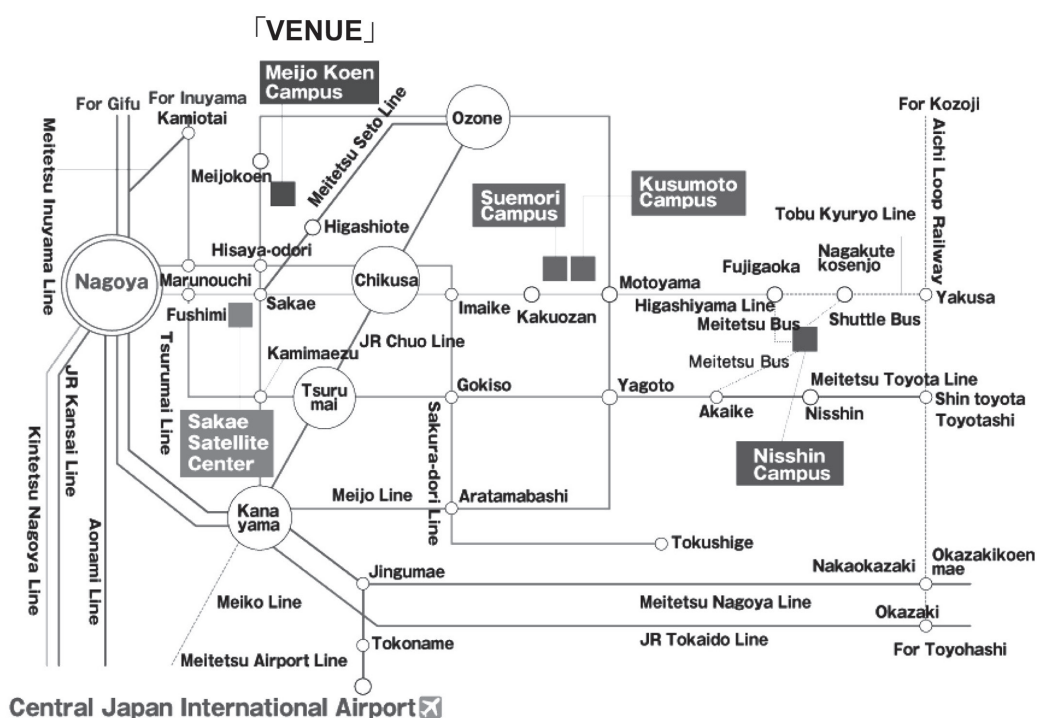 「VENUE」
Meijo Koen
Campus
For Gifu
For Inuyama
Kamiotai
Meitetsu Inuyama Line
Meitetsu Seto Line
Ozone
For Kozoji
Aichi Loop Railway
Meijokoen
Suemori
Campus
Kusumoto
Campus
Higashiote
Tobu Kyuryo Line
Hisaya-odori
Nagakute
kosenjo
Nagoya
Marunouchi
Chikusa
Fujigaoka
Motoyama
Fushimi
Sakae
Imaike
Kakuozan
Higashiyama Line
Yakusa
Meitetsu Bus
Shuttle Bus
Tsurumai Line
Kamimaezu
JR Chuo Line
Meitetsu Bus
Tsuru
mai
Gokiso
Yagoto
Meitetsu Toyota Line
Akaike
Nisshin
Shin toyota
Toyotashi
JR Kansai Line
Kintetsu Nagoya Line
Sakae
Satellite
Center
Sakura-dori Line
Nisshin
Campus
Meijo Line
Aratamabashi
Kana
yama
Aonami Line
Tokushige
Jingumae
Nakaokazaki
Okazakikoen
mae
Meiko Line
Meitetsu Nagoya Line
Okazaki
Tokoname
JR Tokaido Line
For Toyohashi
Meitetsu Airport Line
Central Japan International Airport